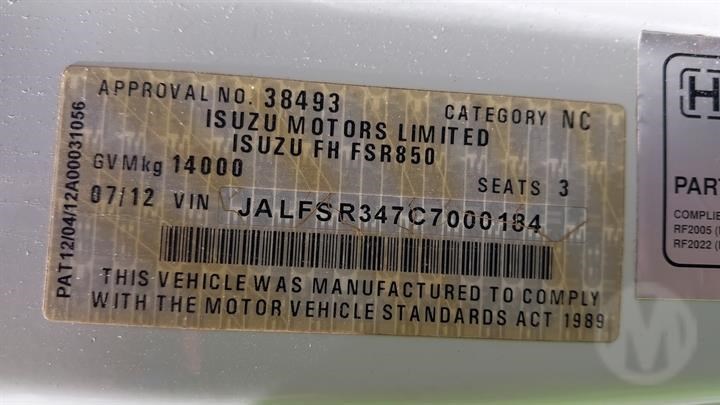 APPROVAL NO. 38493 CATEGORY NC
ISUZU MOTORS LIMITED
ISUZU FH FSR850
GVMkg 14000 SEATS 3
07/12 VIN JALFSR347C7000184
THIS VEHICLE WAS MANUFACTURED TO COMPLY
WITH THE MOTOR VEHICLE STANDARDS ACT 1989
PAT12/04/12A00031056
H
PART
COMPLIE
RF2005 (
RF2022 (
M